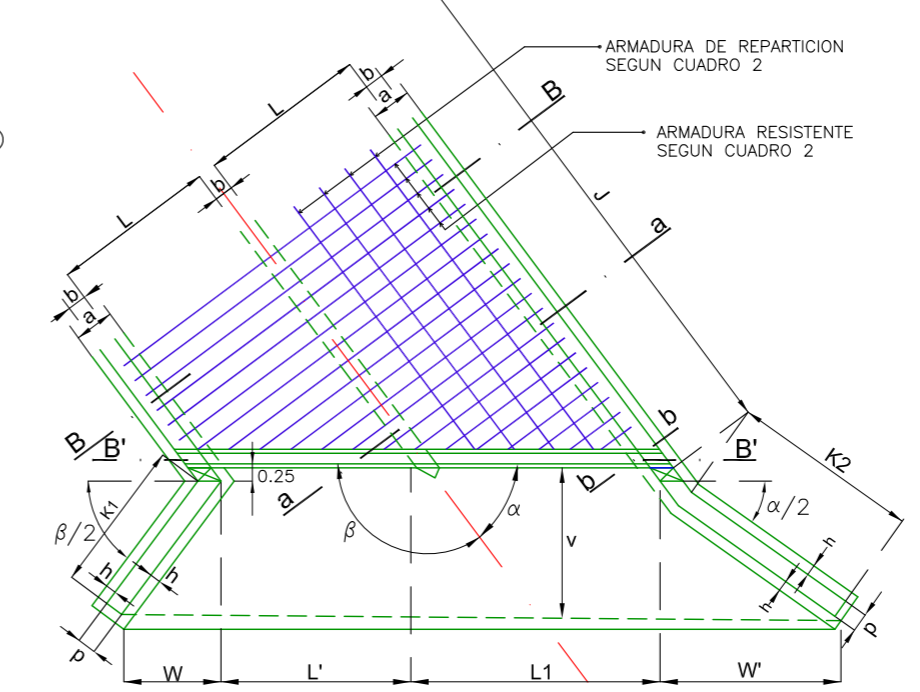 ARMADURA DE REPARTICION
SEGUN CUADRO 2
ARMADURA RESISTENTE
SEGUN CUADRO 2
b
a
L
B
b
L
J
a
b
a
b
B
B'
B'
K2
0.25
a
b
K1
β/2
β
α
α/2
v
h
h
h
h
p
p
W
L'
L1
W'